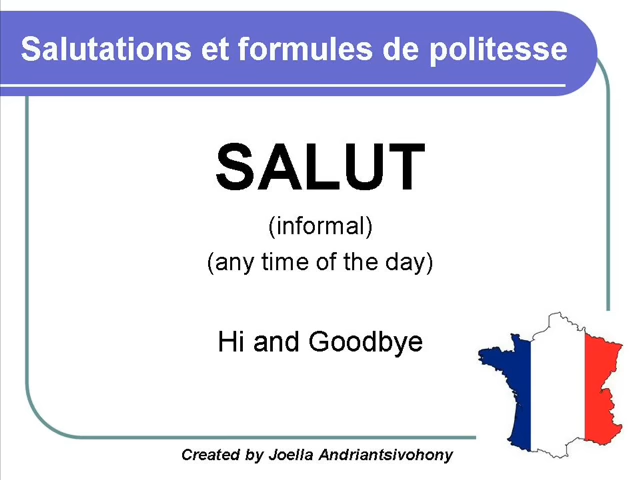 Salutations et formules de politesse
SALUT
(informal)
(any time of the day)
Hi and Goodbye
Created by Joella Andriantsivohony